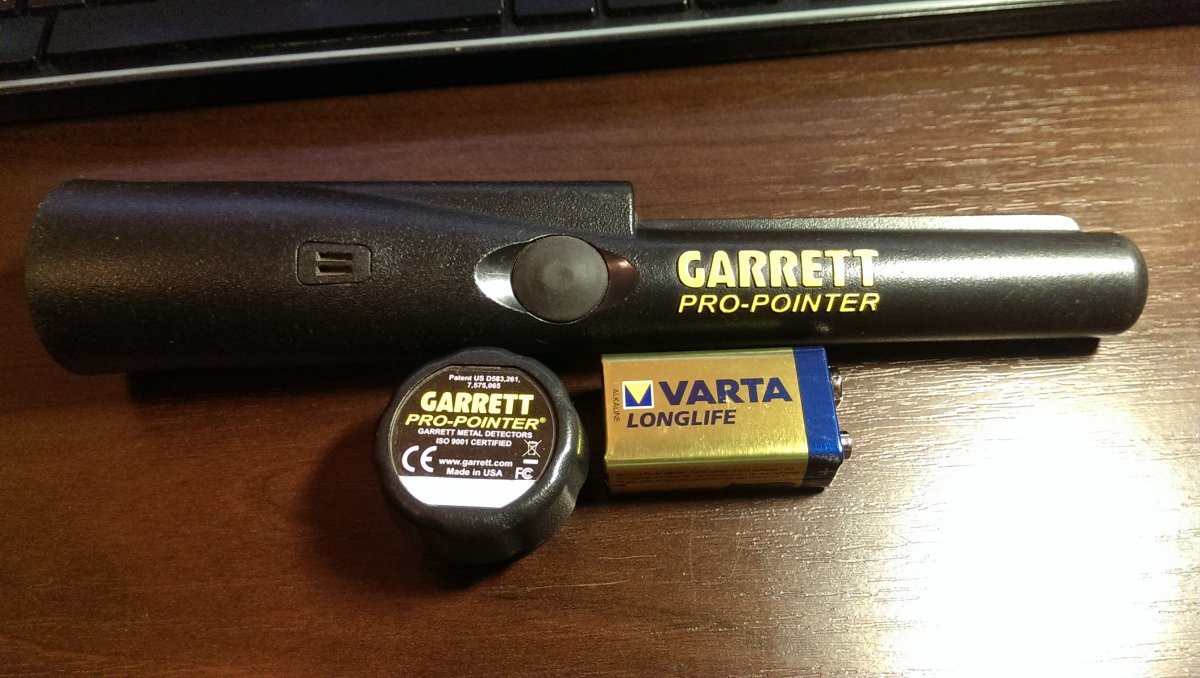 GARRETT
PRO-POINTER
Patent US D583,261,
7,575,065
GARRETT
PRO-POINTER®
GARRETT METAL DETECTORS
ISO 9001 CERTIFIED
CE www.garrett.com
Made in USA FC
ALKALINE
VARTA
LONGLIFE